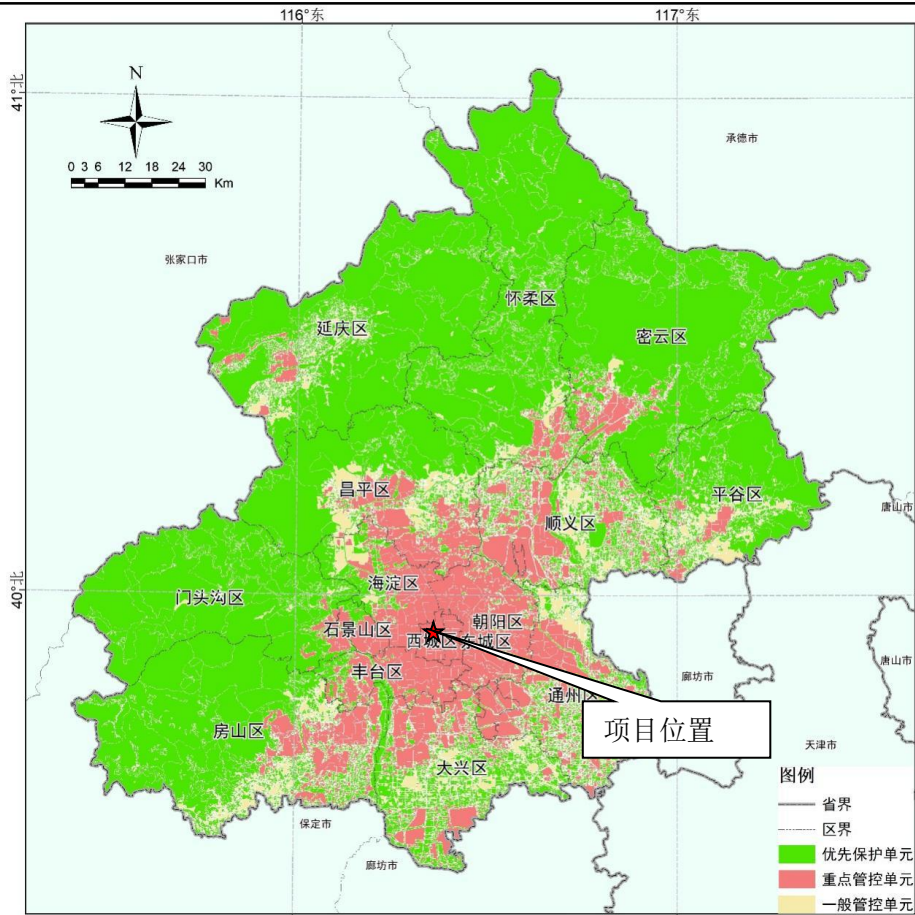 116°东
117°东
41°北
N
0 3 6 12 18 24 30
Km
承德市
张家口市
怀柔区
延庆区
密云区
昌平区
平谷区
唐山市
顺义区
40°北
海淀区
门头沟区
朝阳区
石景山区
西城区
东城区
丰台区
唐山市
廊坊市
通州区
房山区
项目位置
天津市
大兴区
图例
省界
保定市
区界
廊坊市
优先保护单元
重点管控单元
一般管控单元